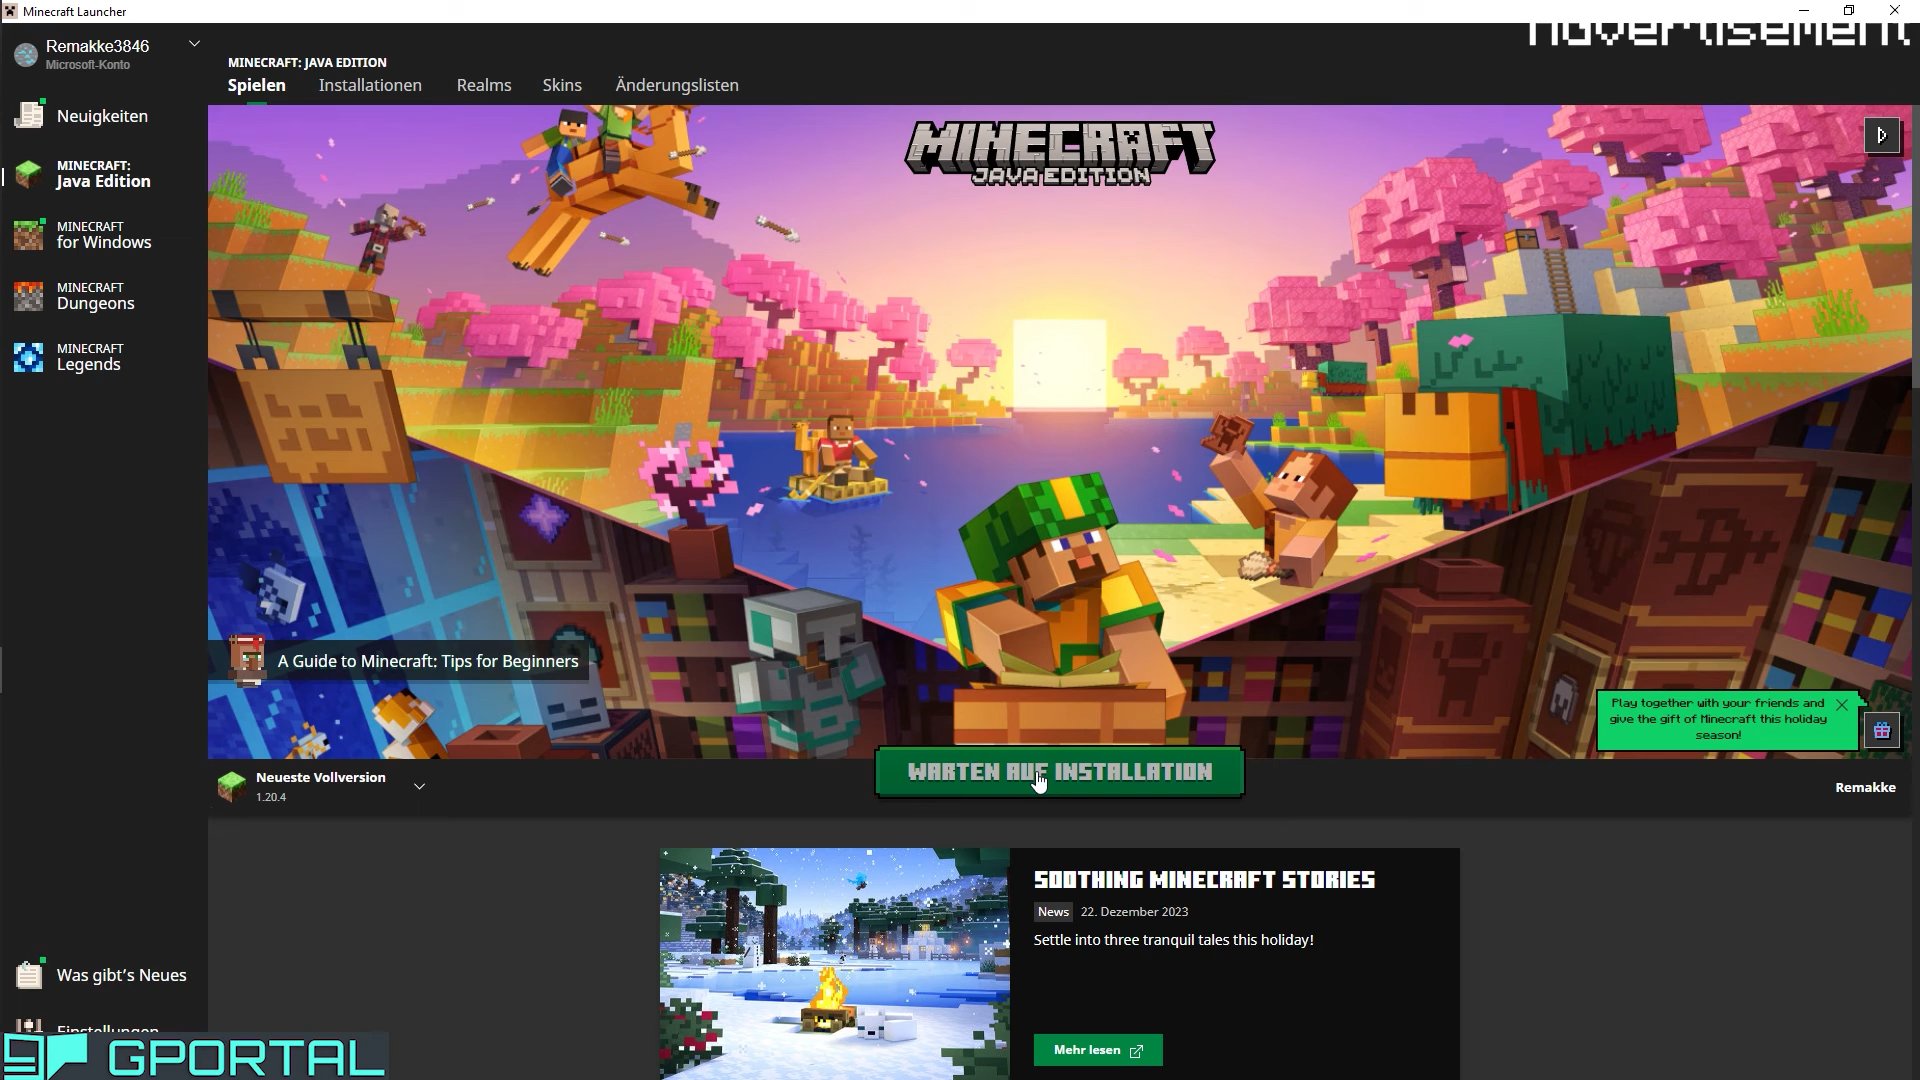 Minecraft Launcher
Advertisement
Remakke3846
Microsoft-Konto
MINECRAFT: JAVA EDITION
Spielen
Installationen
Realms
Skins
Änderungslisten
Neuigkeiten
MINECRAFT:
Java Edition
MINECRAFT
for Windows
MINECRAFT
Dungeons
MINECRAFT
Legends
MINECRAFT
JAVA EDITION
A Guide to Minecraft: Tips for Beginners
Play together with your friends and
give the gift of Minecraft this holiday
season!
Neueste Vollversion
1.20.4
WARTEN AUF INSTALLATION
Remakke
SOOTHING MINECRAFT STORIES
News
22. Dezember 2023
Settle into three tranquil tales this holiday!
Mehr lesen
Was gibt's Neues
Einstellungen
GPORTAL